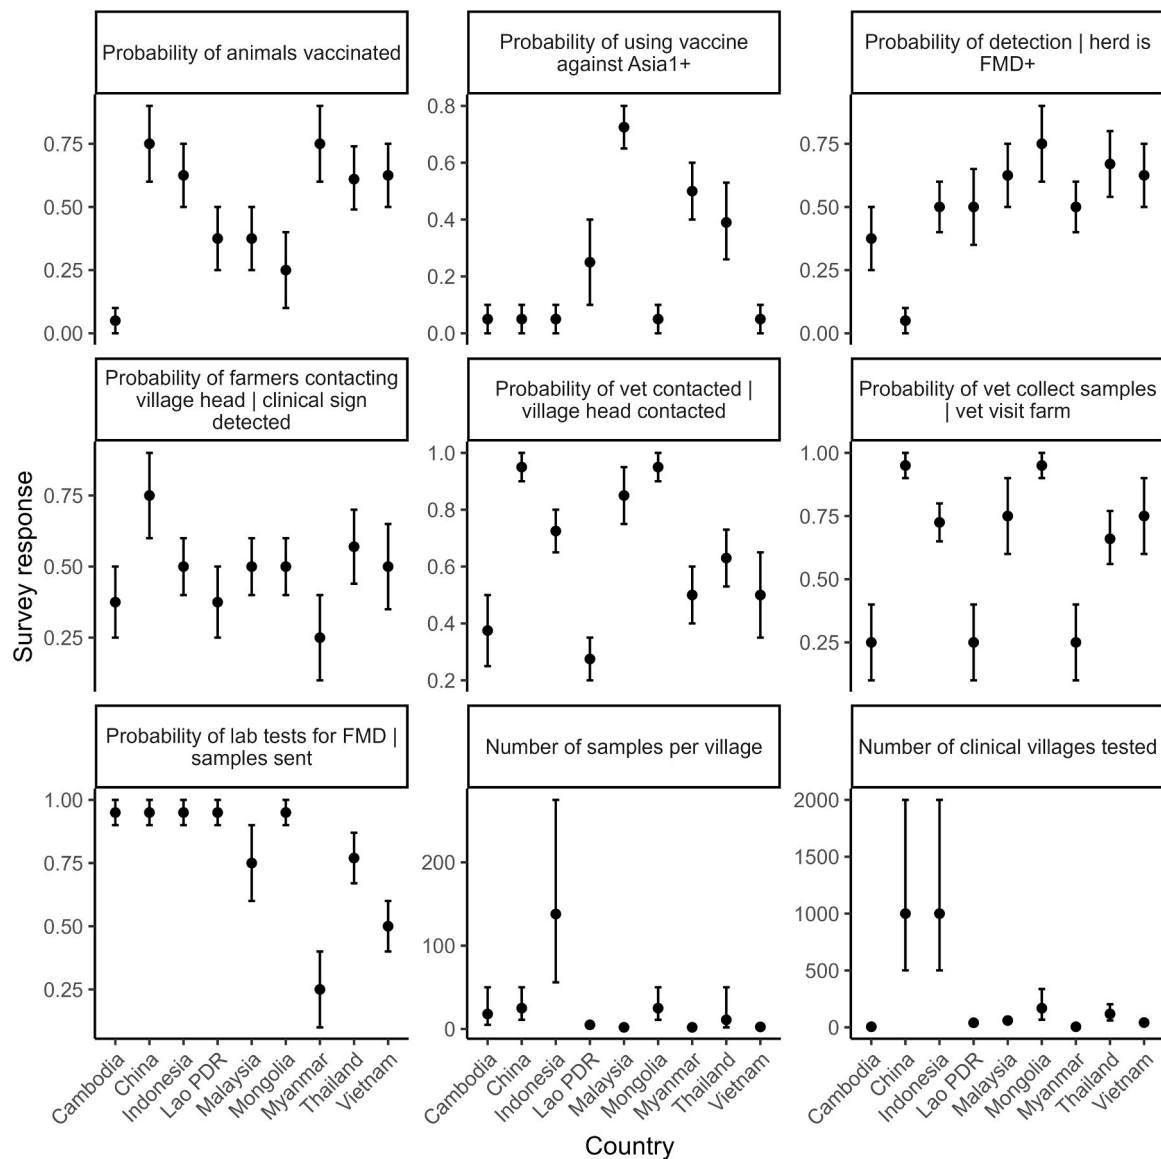 Probability of animals vaccinated
Probability of using vaccine
against Asia1+
Probability of detection | herd is
FMD+
0.75
0.50
0.25
0.00
0.8
0.6
0.4
0.2
0.0
0.75
0.50
0.25
0.00
Probability of farmers contacting
village head | clinical sign
detected
Probability of vet contacted |
village head contacted
Probability of vet collect samples
| vet visit farm
Survey response
0.75
0.50
0.25
1.0
0.8
0.6
0.4
0.2
1.00
0.75
0.50
0.25
Probability of lab tests for FMD |
samples sent
Number of samples per village
Number of clinical villages tested
1.00
0.75
0.50
0.25
200
100
0
2000
1500
1000
500
0
Cambodia
China
Indonesia
Lao PDR
Malaysia
Mongolia
Myanmar
Thailand
Vietnam
Cambodia
China
Indonesia
Lao PDR
Malaysia
Mongolia
Myanmar
Thailand
Vietnam
Cambodia
China
Indonesia
Lao PDR
Malaysia
Mongolia
Myanmar
Thailand
Vietnam
Country